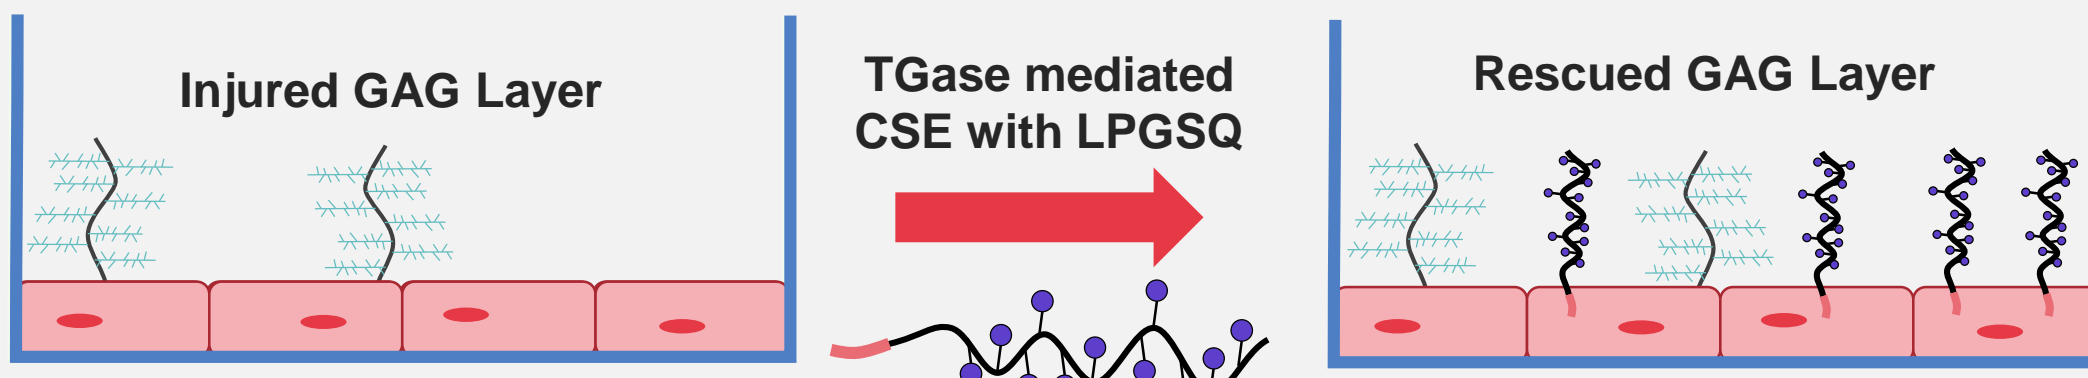 Injured GAG Layer
TGase mediated
CSE with LPGSQ
Rescued GAG Layer